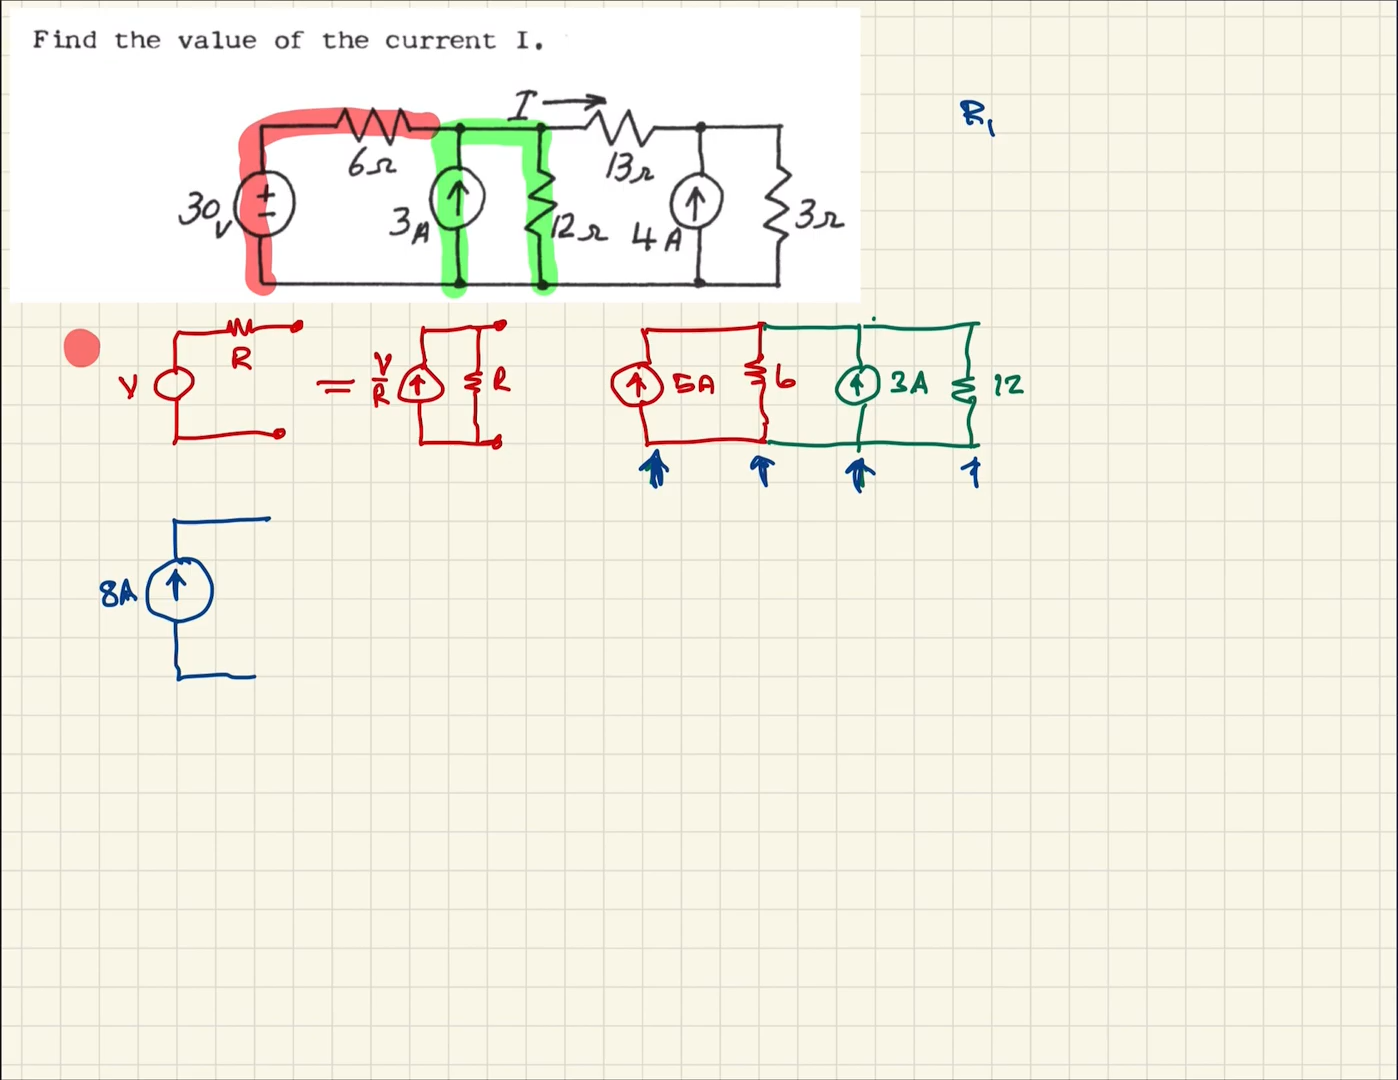 Find the value of the current I.
R₁
I
6Ω
13Ω
30V
3A
12Ω
4A
3Ω
R
V
=
V/R
R
5A
6
3A
12
8A